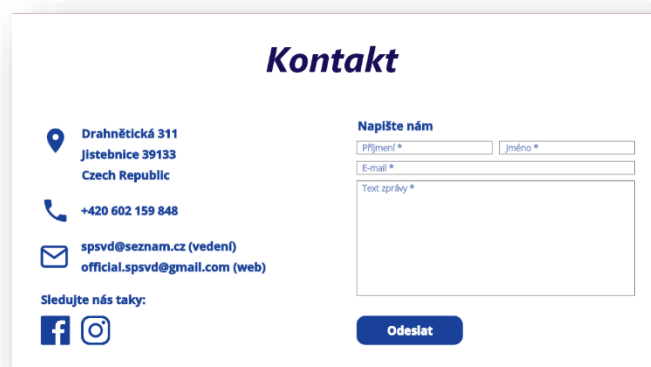 Kontakt
Drahnětická 311
Jistebnice 39133
Czech Republic
+420 602 159 848
spsvd@seznam.cz (vedení)
official.spsvd@gmail.com (web)
Sledujte nás taky:
Napište nám
Příjmení *
Jméno *
E-mail *
Text zprávy *
Odeslat